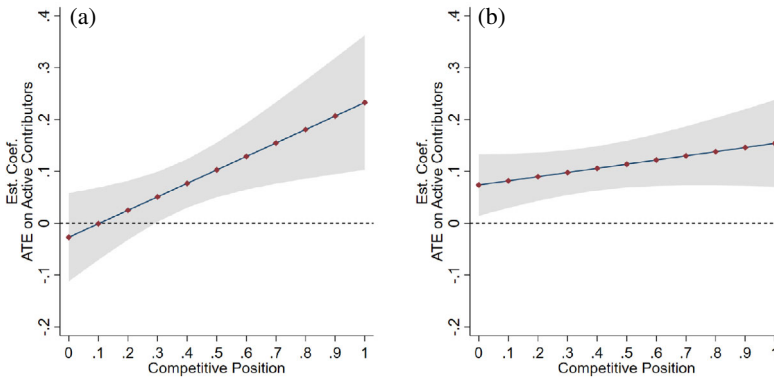 (a)
.4
.3
.2
.1
0
-.1
-.2
Est. Coef.
ATE on Active Contributors
0 .1 .2 .3 .4 .5 .6 .7 .8 .9 1
Competitive Position
(b)
.4
.3
.2
.1
0
-.1
-.2
Est. Coef.
ATE on Active Contributors
0 .1 .2 .3 .4 .5 .6 .7 .8 .9 1
Competitive Position